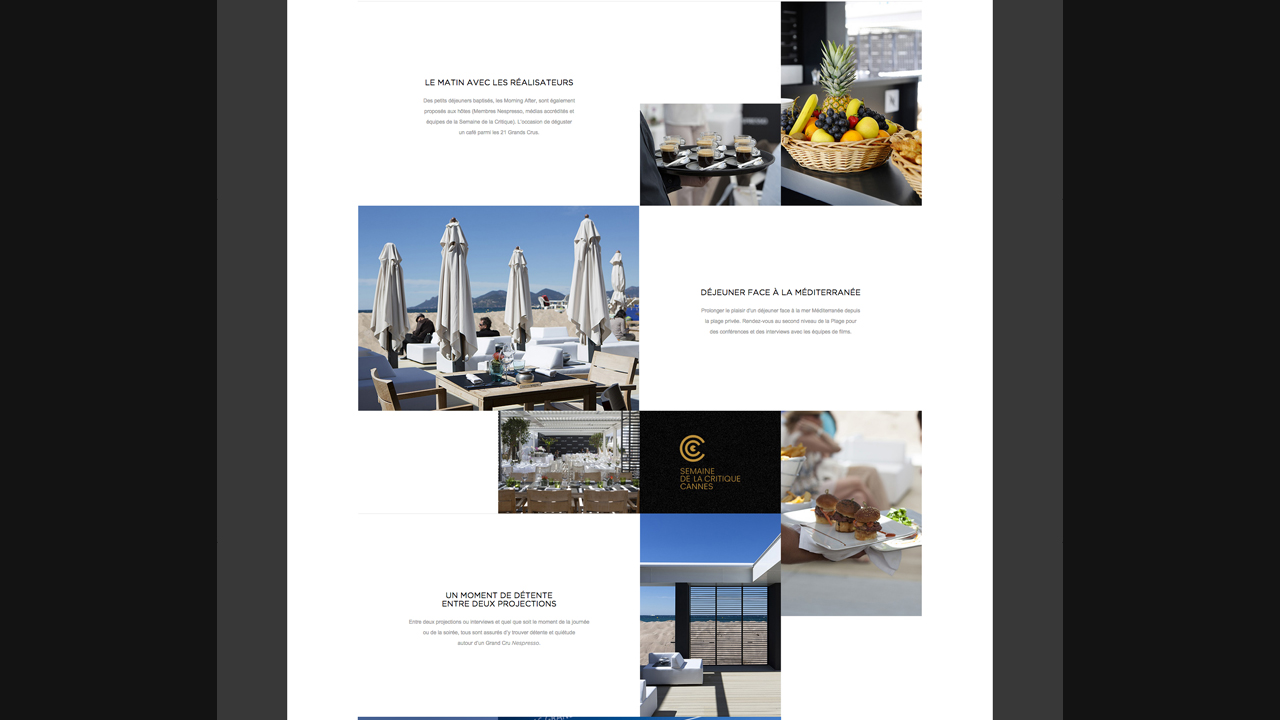 LE MATIN AVEC LES RÉALISATEURS
Des petits déjeuners baptisés, les Morning After, sont également
proposés aux hôtes (Membres Nespresso, médias accrédités et
équipes de la Semaine de la Critique). L'occasion de déguster
un café parmi les 21 Grands Crus.
DÉJEUNER FACE À LA MÉDITERRANÉE
Prolonger le plaisir d'un déjeuner face à la mer Méditerranée depuis
la plage privée. Rendez-vous au second niveau de la Plage pour
des conférences et des interviews avec les équipes de films.
SEMAINE
DE LA CRITIQUE
CANNES
UN MOMENT DE DÉTENTE
ENTRE DEUX PROJECTIONS
Entre deux projections ou interviews et quel que soit le moment de la journée
ou de la soirée, tous sont assurés d'y trouver détente et quiétude
autour d'un Grand Cru Nespresso.